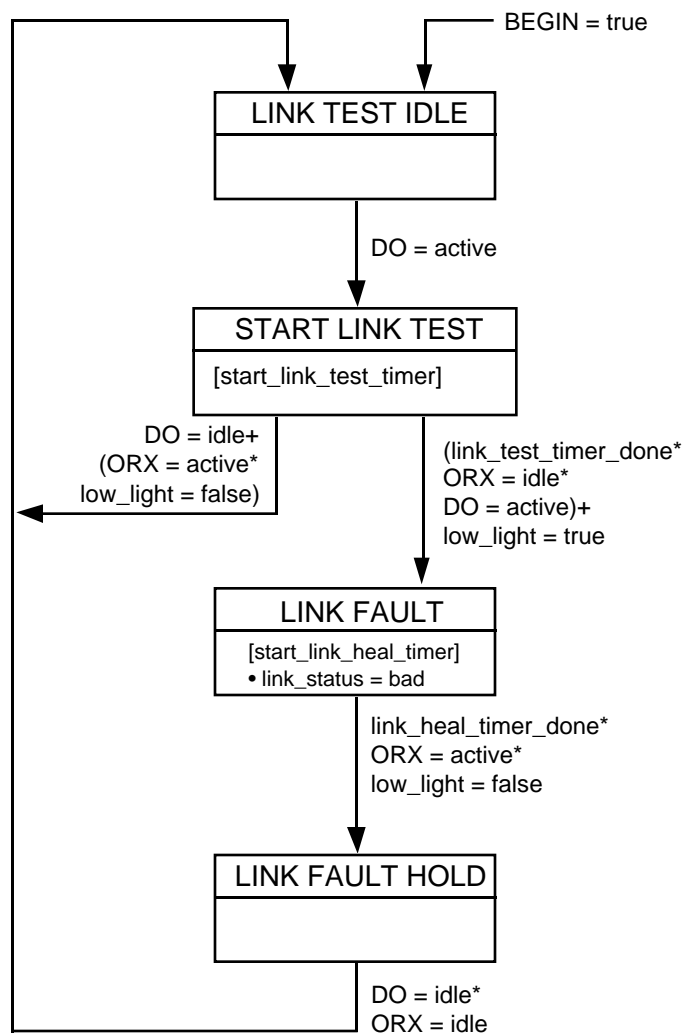 BEGIN = true
LINK TEST IDLE
DO = active
START LINK TEST
[start_link_test_timer]
DO = idle+
(ORX = active*
low_light = false)
(link_test_timer_done*
ORX = idle*
DO = active)+
low_light = true
LINK FAULT
[start_link_heal_timer]
• link_status = bad
link_heal_timer_done*
ORX = active*
low_light = false
LINK FAULT HOLD
DO = idle*
ORX = idle